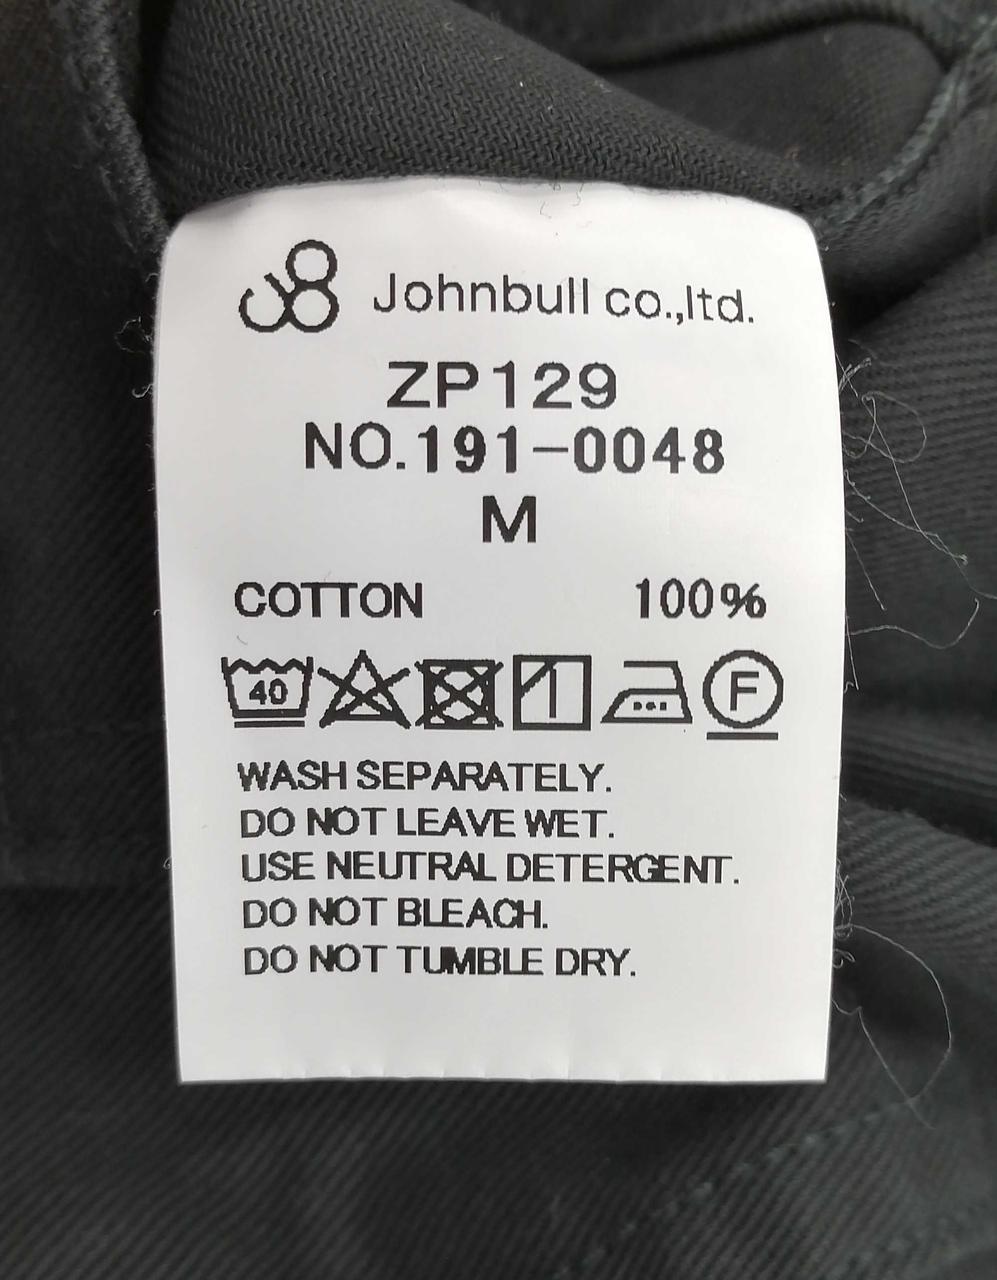 Johnbull co.,ltd.
ZP129
NO.191-0048
M
COTTON 100%
40 F
WASH SEPARATELY.
DO NOT LEAVE WET.
USE NEUTRAL DETERGENT.
DO NOT BLEACH.
DO NOT TUMBLE DRY.